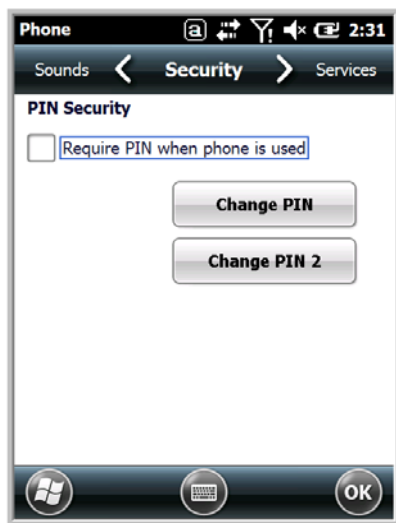 Phone a 2:31
Sounds Security Services
PIN Security
Require PIN when phone is used
Change PIN
Change PIN 2
OK